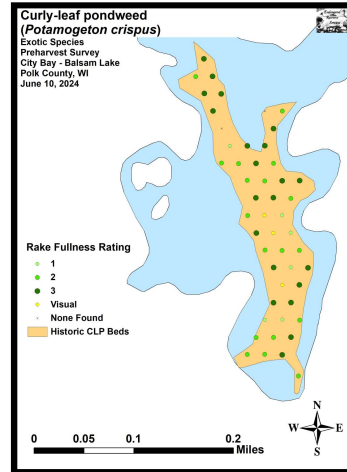 Curly-leaf pondweed
(Potamogeton crispus)
Exotic Species
Preharvest Survey
City Bay - Balsam Lake
Polk County, WI
June 10, 2024
Rake Fullness Rating
1
2
3
Visual
None Found
Historic CLP Beds
N
W E
S
0 0.05 0.1 0.2
Miles